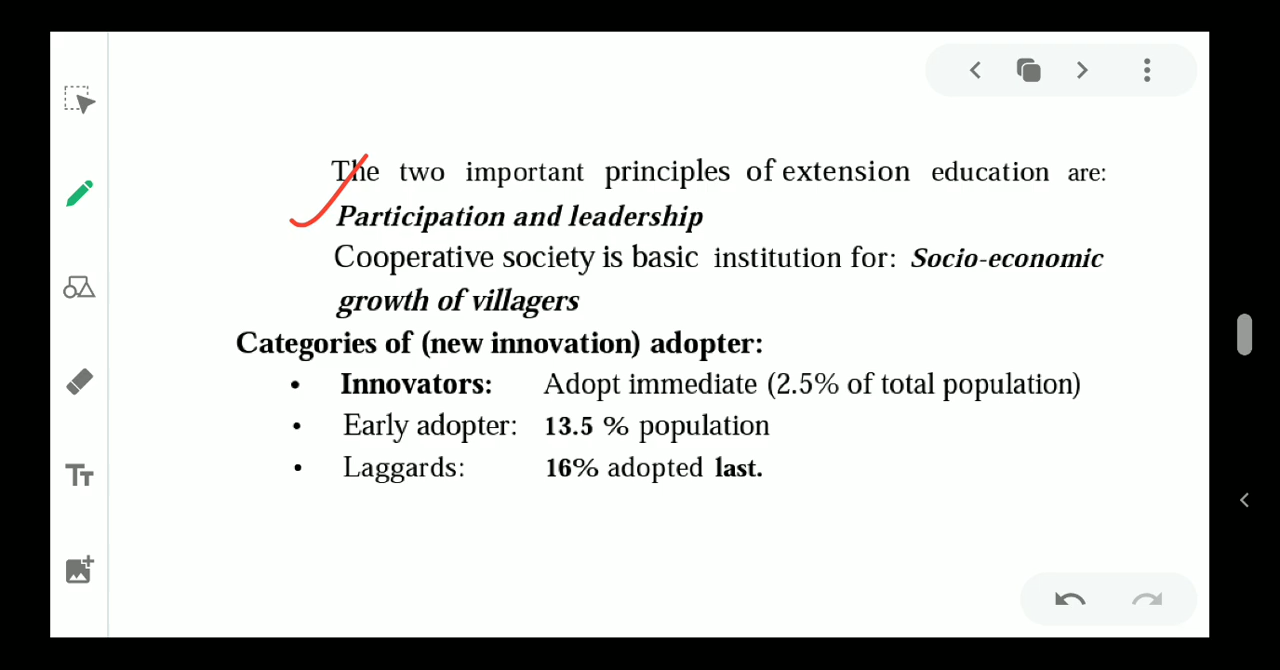 The two important principles of extension education are:
Participation and leadership
Cooperative society is basic institution for: Socio-economic
growth of villagers
Categories of (new innovation) adopter:
• Innovators: Adopt immediate (2.5% of total population)
• Early adopter: 13.5 % population
• Laggards: 16% adopted last.